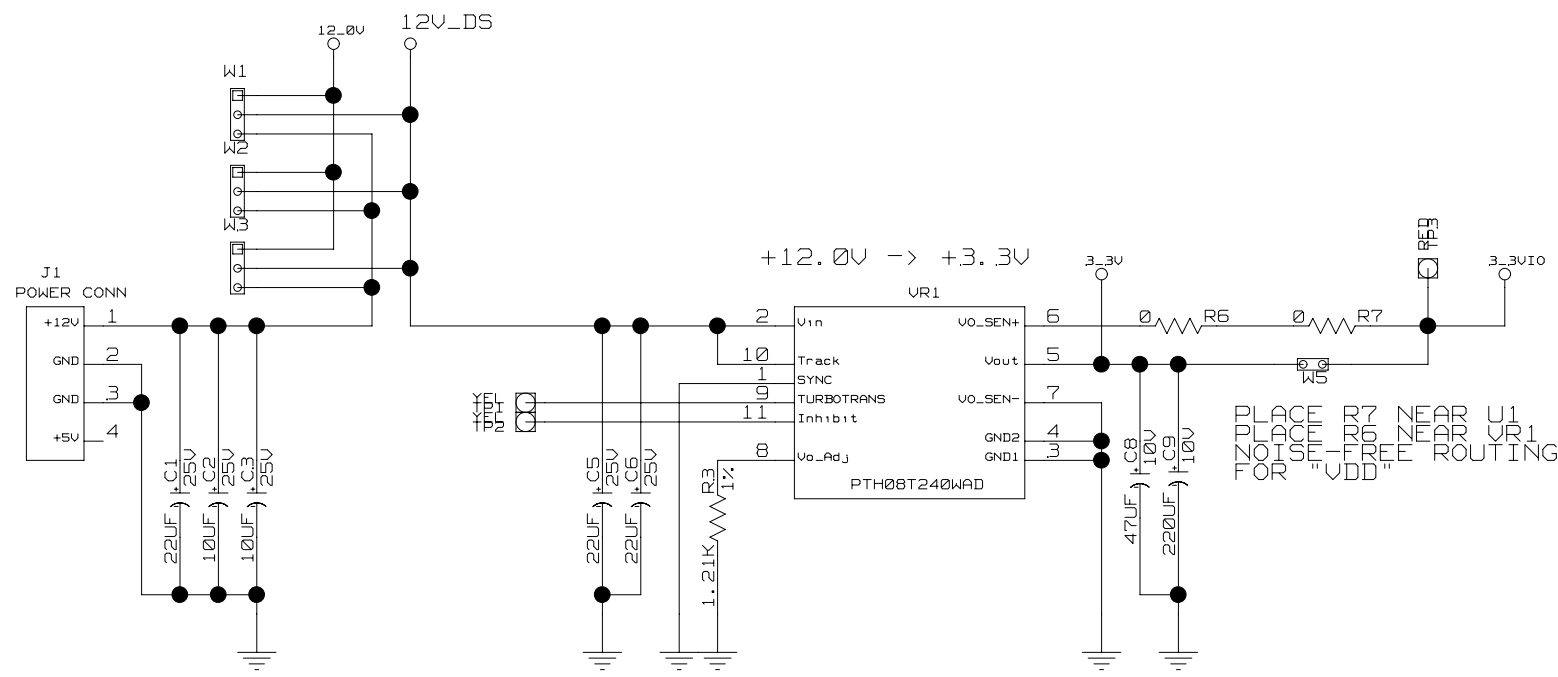 12_0V
12V_DS
W1
W2
W3
J1
POWER CONN
+12V 1
GND 2
GND 3
+5V 4
C1
25V
22UF
C2
25V
10UF
C3
25V
10UF
+12.0V -> +3.3V
VR1
2 Vin
10 Track
1 SYNC
9 TURBOTRANS
11 Inhibit
8 Vo_Adj
VO_SEN+ 6
Vout 5
VO_SEN- 7
GND2 4
GND1 3
PTH08T240WAD
YEL
TP1
YEL
TP2
C5
25V
22UF
C6
25V
22UF
R3
1%
1.21K
3_3V
0 R6
0 R7
W5
RED
TP3
3_3VIO
C8
10V
47UF
C9
10V
220UF
PLACE R7 NEAR U1
PLACE R6 NEAR VR1
NOISE-FREE ROUTING
FOR "VDD"